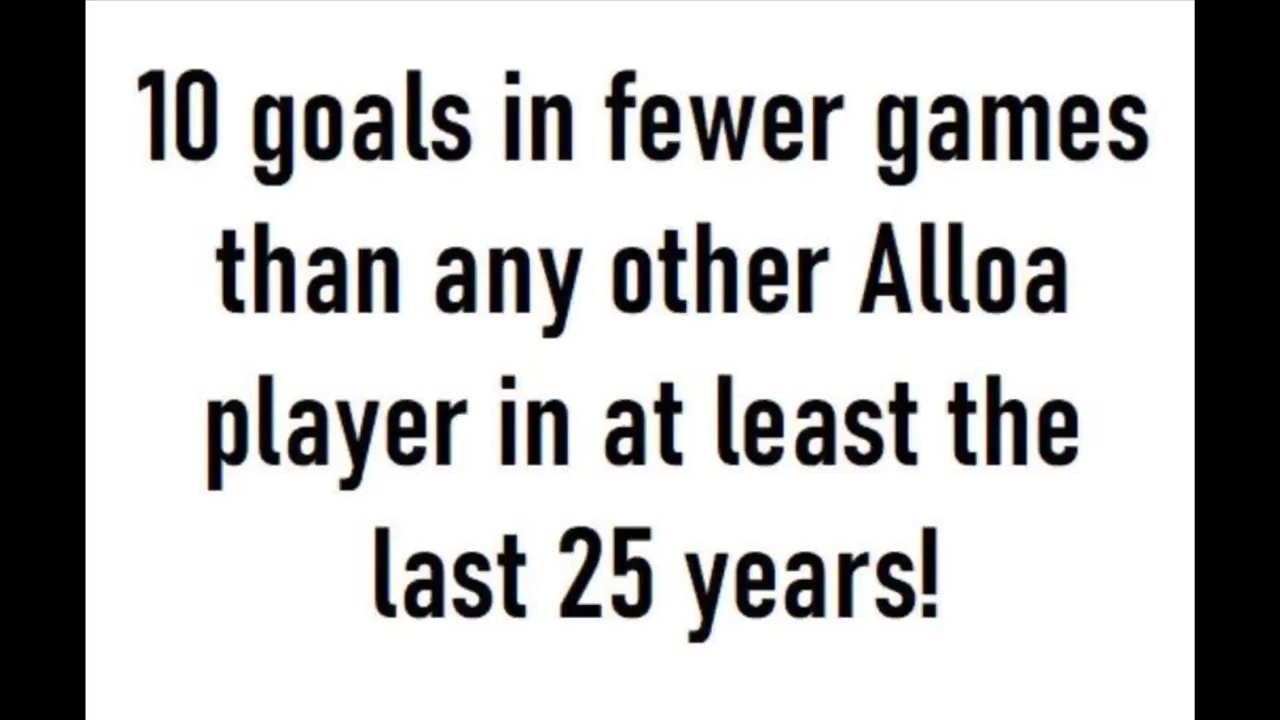 10 goals in fewer games
than any other Alloa
player in at least the
last 25 years!